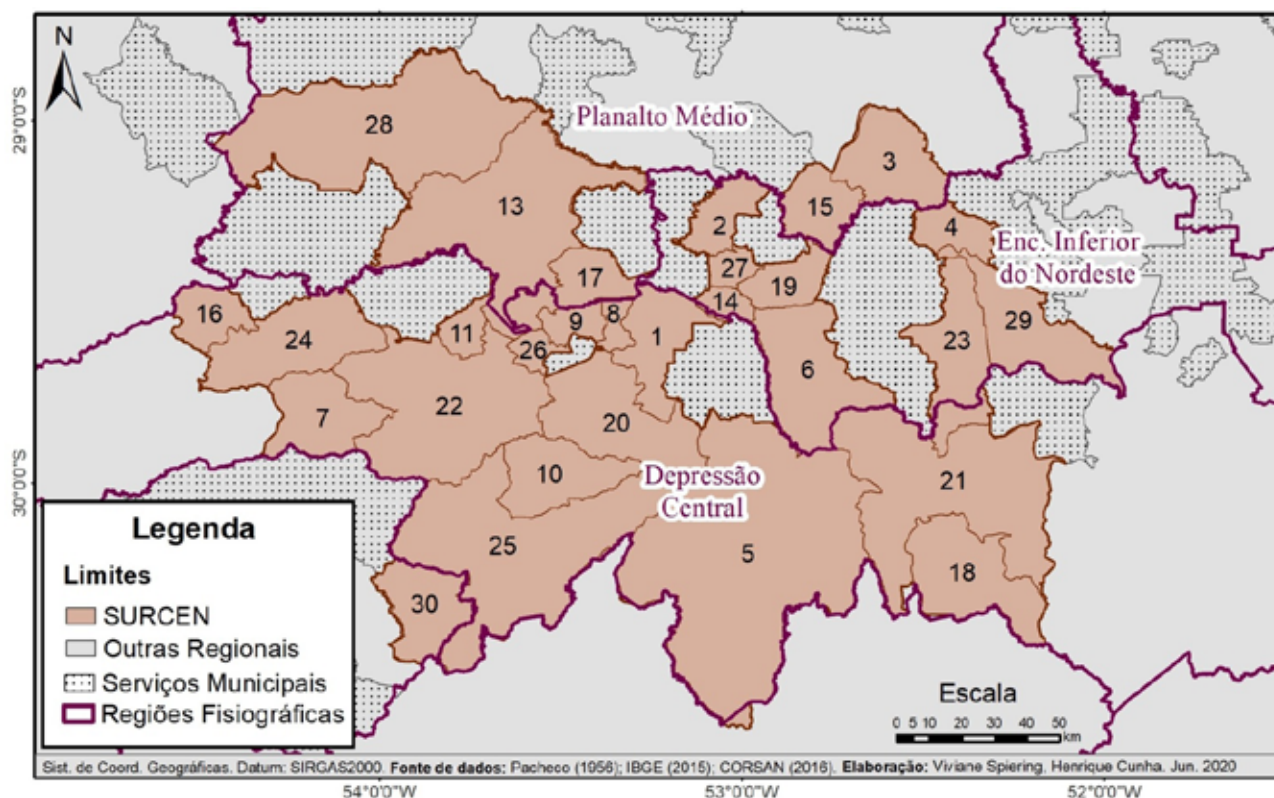 N
29°0'0"S
30°0'0"S
28
Planalto Médio
3
13
15
2
4
Enc. Inferior
do Nordeste
17
27
19
16
14
9
8
24
11
1
29
26
23
6
7
22
20
10
Depressão
Central
21
25
5
18
30
Legenda
Limites
SURCEN
Outras Regionais
Serviços Municipais
Regiões Fisiográficas
Escala
0 5 10 20 30 40 50
km
Sist. de Coord. Geográficas. Datum: SIRGAS2000. Fonte de dados: Pacheco (1956); IBGE (2015); CORSAN (2016). Elaboração: Viviane Spiering. Henrique Cunha. Jun. 2020
54°0'0"W 53°0'0"W 52°0'0"W